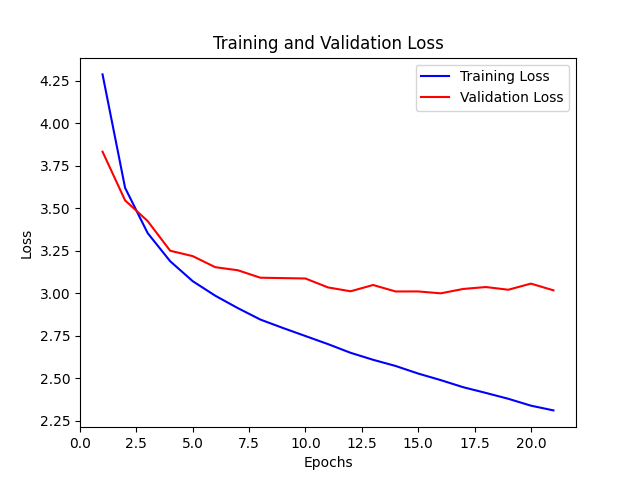 Training and Validation Loss
Training Loss
Validation Loss
Loss
4.25
4.00
3.75
3.50
3.25
3.00
2.75
2.50
2.25
0.0 2.5 5.0 7.5 10.0 12.5 15.0 17.5 20.0
Epochs